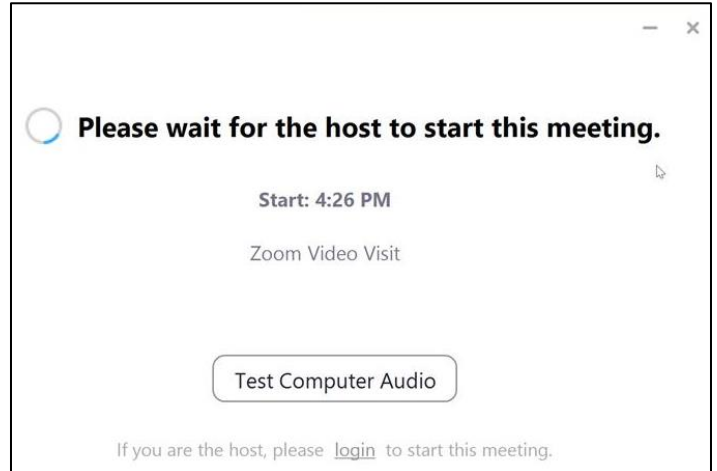 Please wait for the host to start this meeting.
Start: 4:26 PM
Zoom Video Visit
Test Computer Audio
If you are the host, please login to start this meeting.